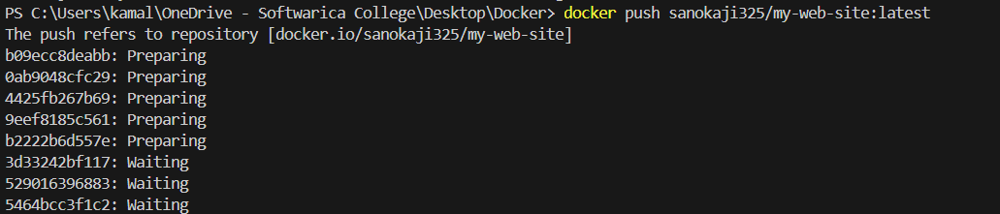 PS C:\Users\kamal\OneDrive - Softwarica College\Desktop\Docker> docker push sanokaji325/my-web-site:latest
The push refers to repository [docker.io/sanokaji325/my-web-site]
b09ecc8deabb: Preparing
0ab9048cfc29: Preparing
4425fb267b69: Preparing
9eef8185c561: Preparing
b2222b6d557e: Preparing
3d33242bf117: Waiting
529016396883: Waiting
5464bcc3f1c2: Waiting